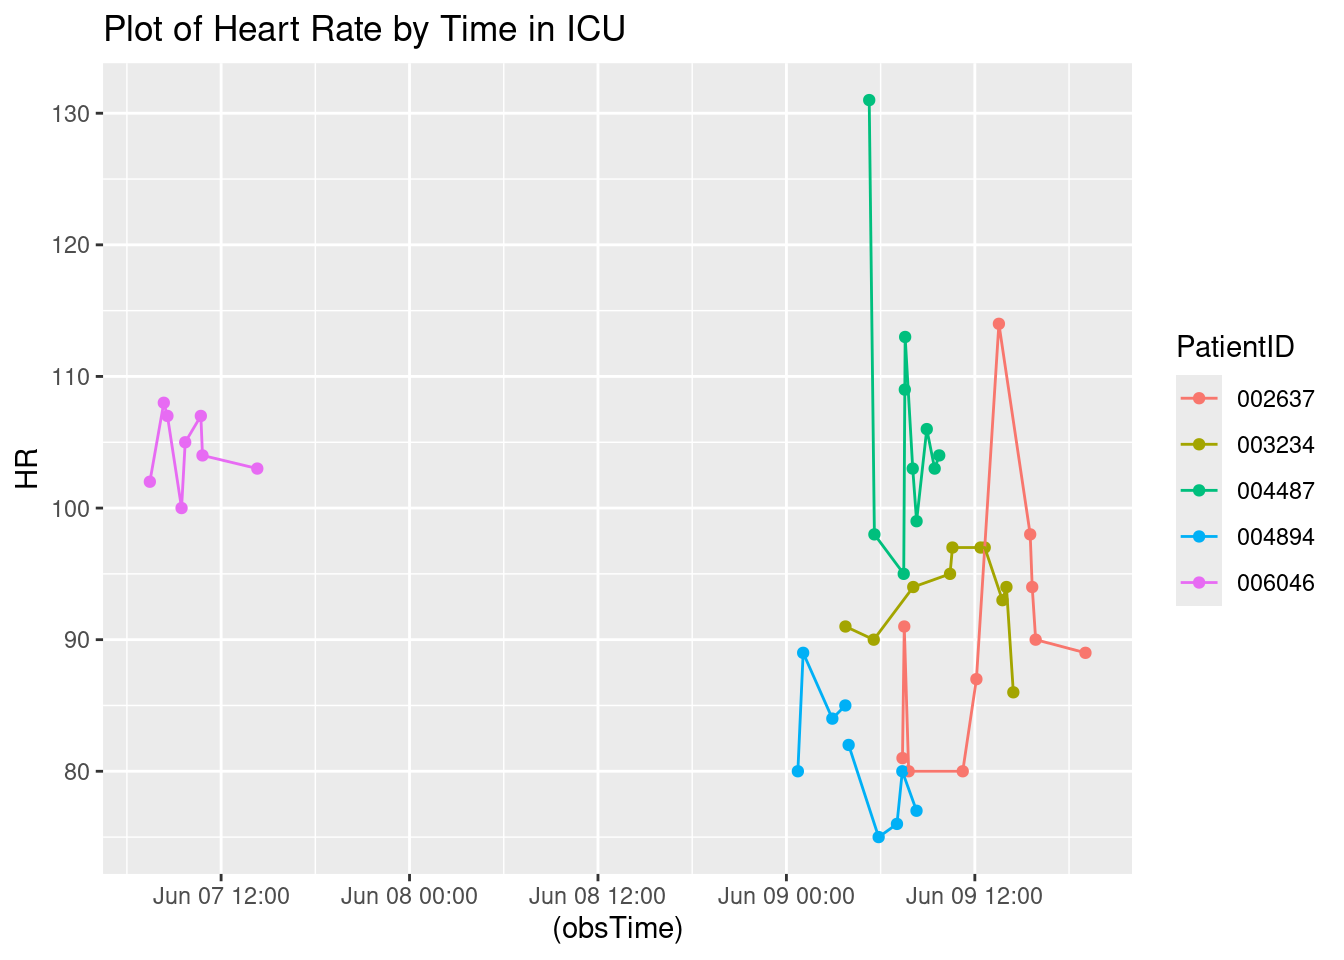 Plot of Heart Rate by Time in ICU
130
120
110
100
90
80
HR
Jun 07 12:00 Jun 08 00:00 Jun 08 12:00 Jun 09 00:00 Jun 09 12:00
(obsTime)
PatientID
002637
003234
004487
004894
006046